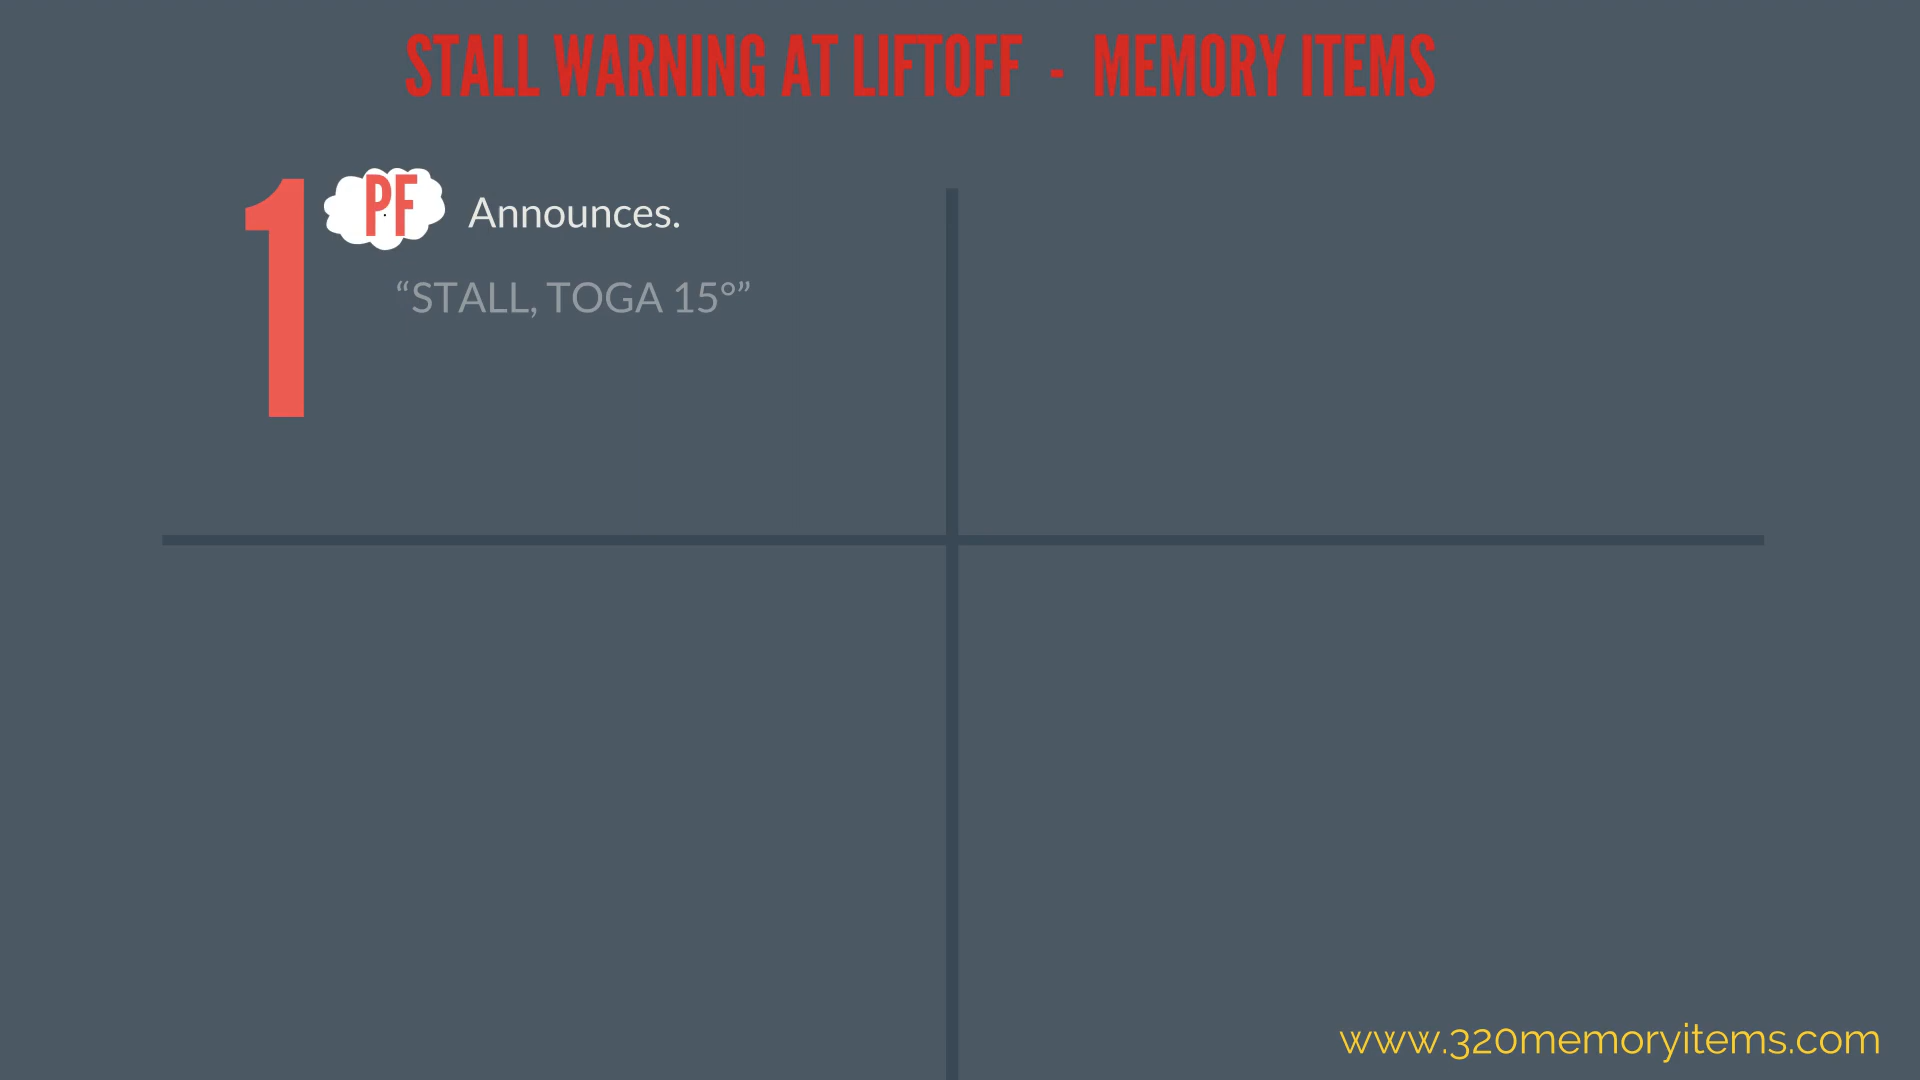 STALL WARNING AT LIFTOFF - MEMORY ITEMS
1 PF Announces.
“STALL, TOGA 15°”
www.320memoryitems.com